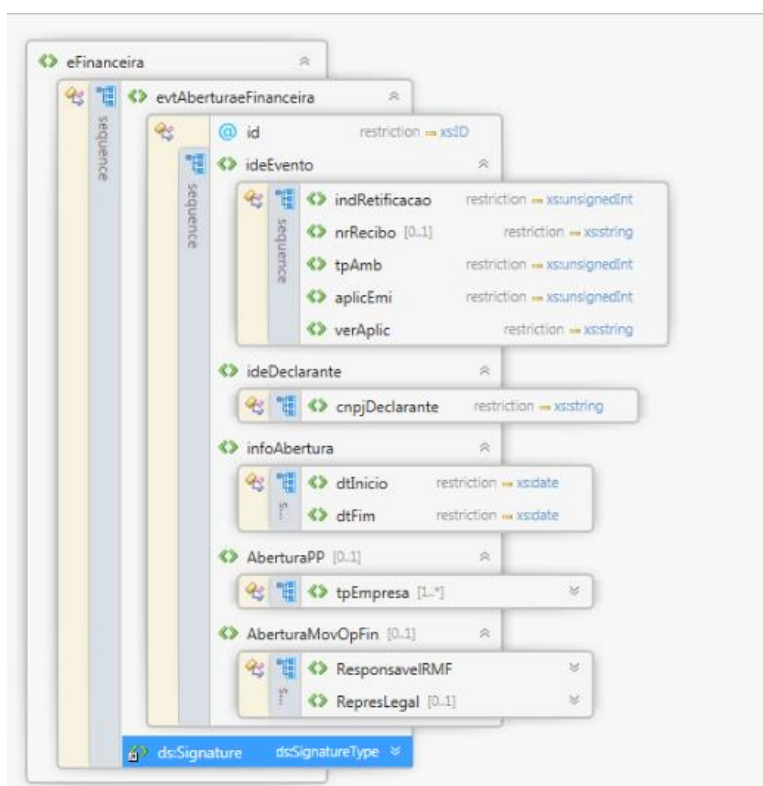 eFinanceira
sequence
evtAberturaeFinanceira
sequence
id restriction xs:ID
ideEvento
sequence
indRetificacao restriction xs:unsignedInt
nrRecibo [0..1] restriction xs:string
tpAmb restriction xs:unsignedInt
aplicEmi restriction xs:unsignedInt
verAplic restriction xs:string
ideDeclarante
cnpjDeclarante restriction xs:string
infoAbertura
s...
dtInicio restriction xs:date
dtFim restriction xs:date
AberturaPP [0..1]
tpEmpresa [1..*]
AberturaMovOpFin [0..1]
s...
ResponsavelRMF
RepresLegal [0..1]
ds:Signature ds:SignatureType